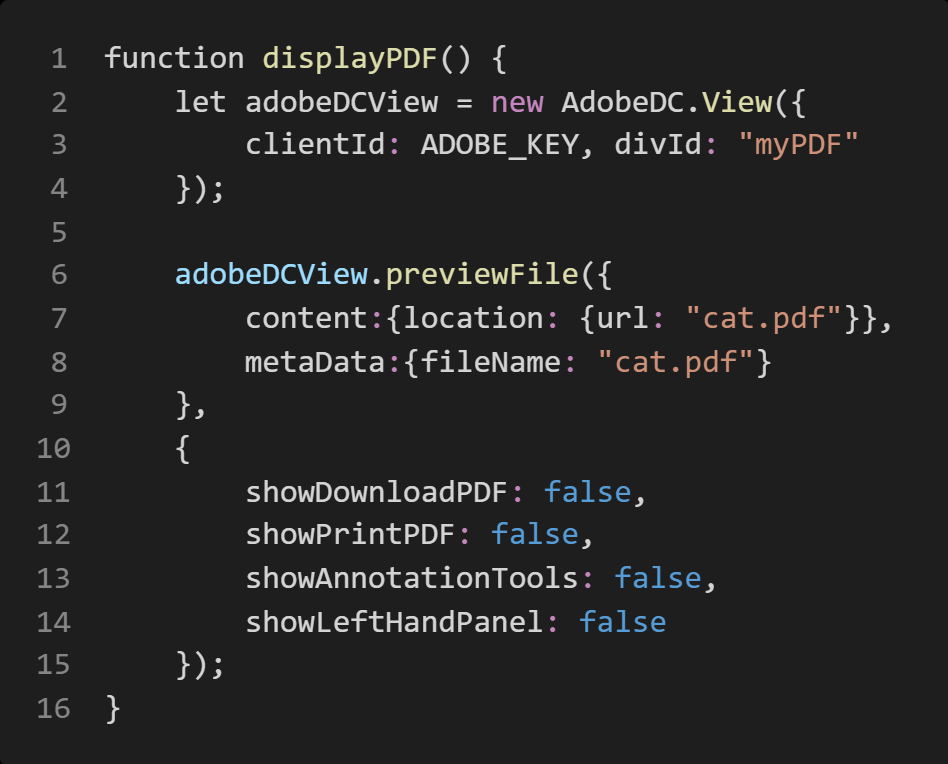 1 function displayPDF() {
2     let adobeDCView = new AdobeDC.View({
3         clientId: ADOBE_KEY, divId: "myPDF"
4     });
5
6     adobeDCView.previewFile({
7         content:{location: {url: "cat.pdf"}},
8         metaData:{fileName: "cat.pdf"}
9     },
10     {
11         showDownloadPDF: false,
12         showPrintPDF: false,
13         showAnnotationTools: false,
14         showLeftHandPanel: false
15     });
16 }